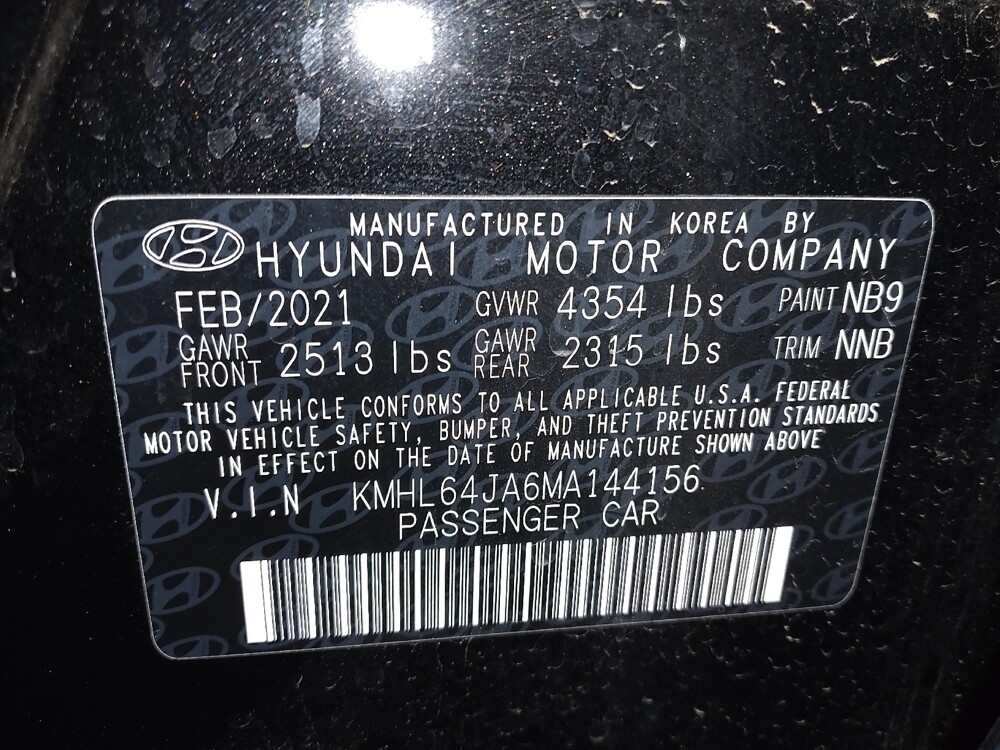 MANUFACTURED IN KOREA BY
HYUNDAI MOTOR COMPANY
FEB/2021 GVWR 4354 lbs PAINT NB9
GAWR FRONT 2513 lbs GAWR REAR 2315 lbs TRIM NNB
THIS VEHICLE CONFORMS TO ALL APPLICABLE U.S.A. FEDERAL
MOTOR VEHICLE SAFETY, BUMPER, AND THEFT PREVENTION STANDARDS
IN EFFECT ON THE DATE OF MANUFACTURE SHOWN ABOVE
V.I.N KMHL64JA6MA144156
PASSENGER CAR